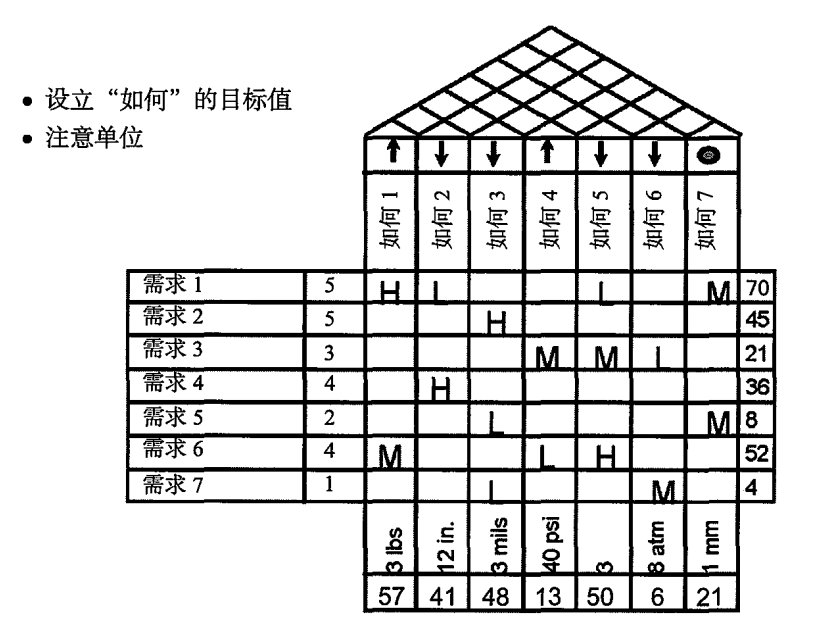 • 设立“如何”的目标值
• 注意单位
如何 1 如何 2 如何 3 如何 4 如何 5 如何 6 如何 7
需求 1 5 H L L M 70
需求 2 5 H 45
需求 3 3 M M L 21
需求 4 4 H 36
需求 5 2 L M 8
需求 6 4 M L H 52
需求 7 1 L M 4
3 lbs 12 in. 3 mils 40 psi 3 8 atm 1 mm
57 41 48 13 50 6 21